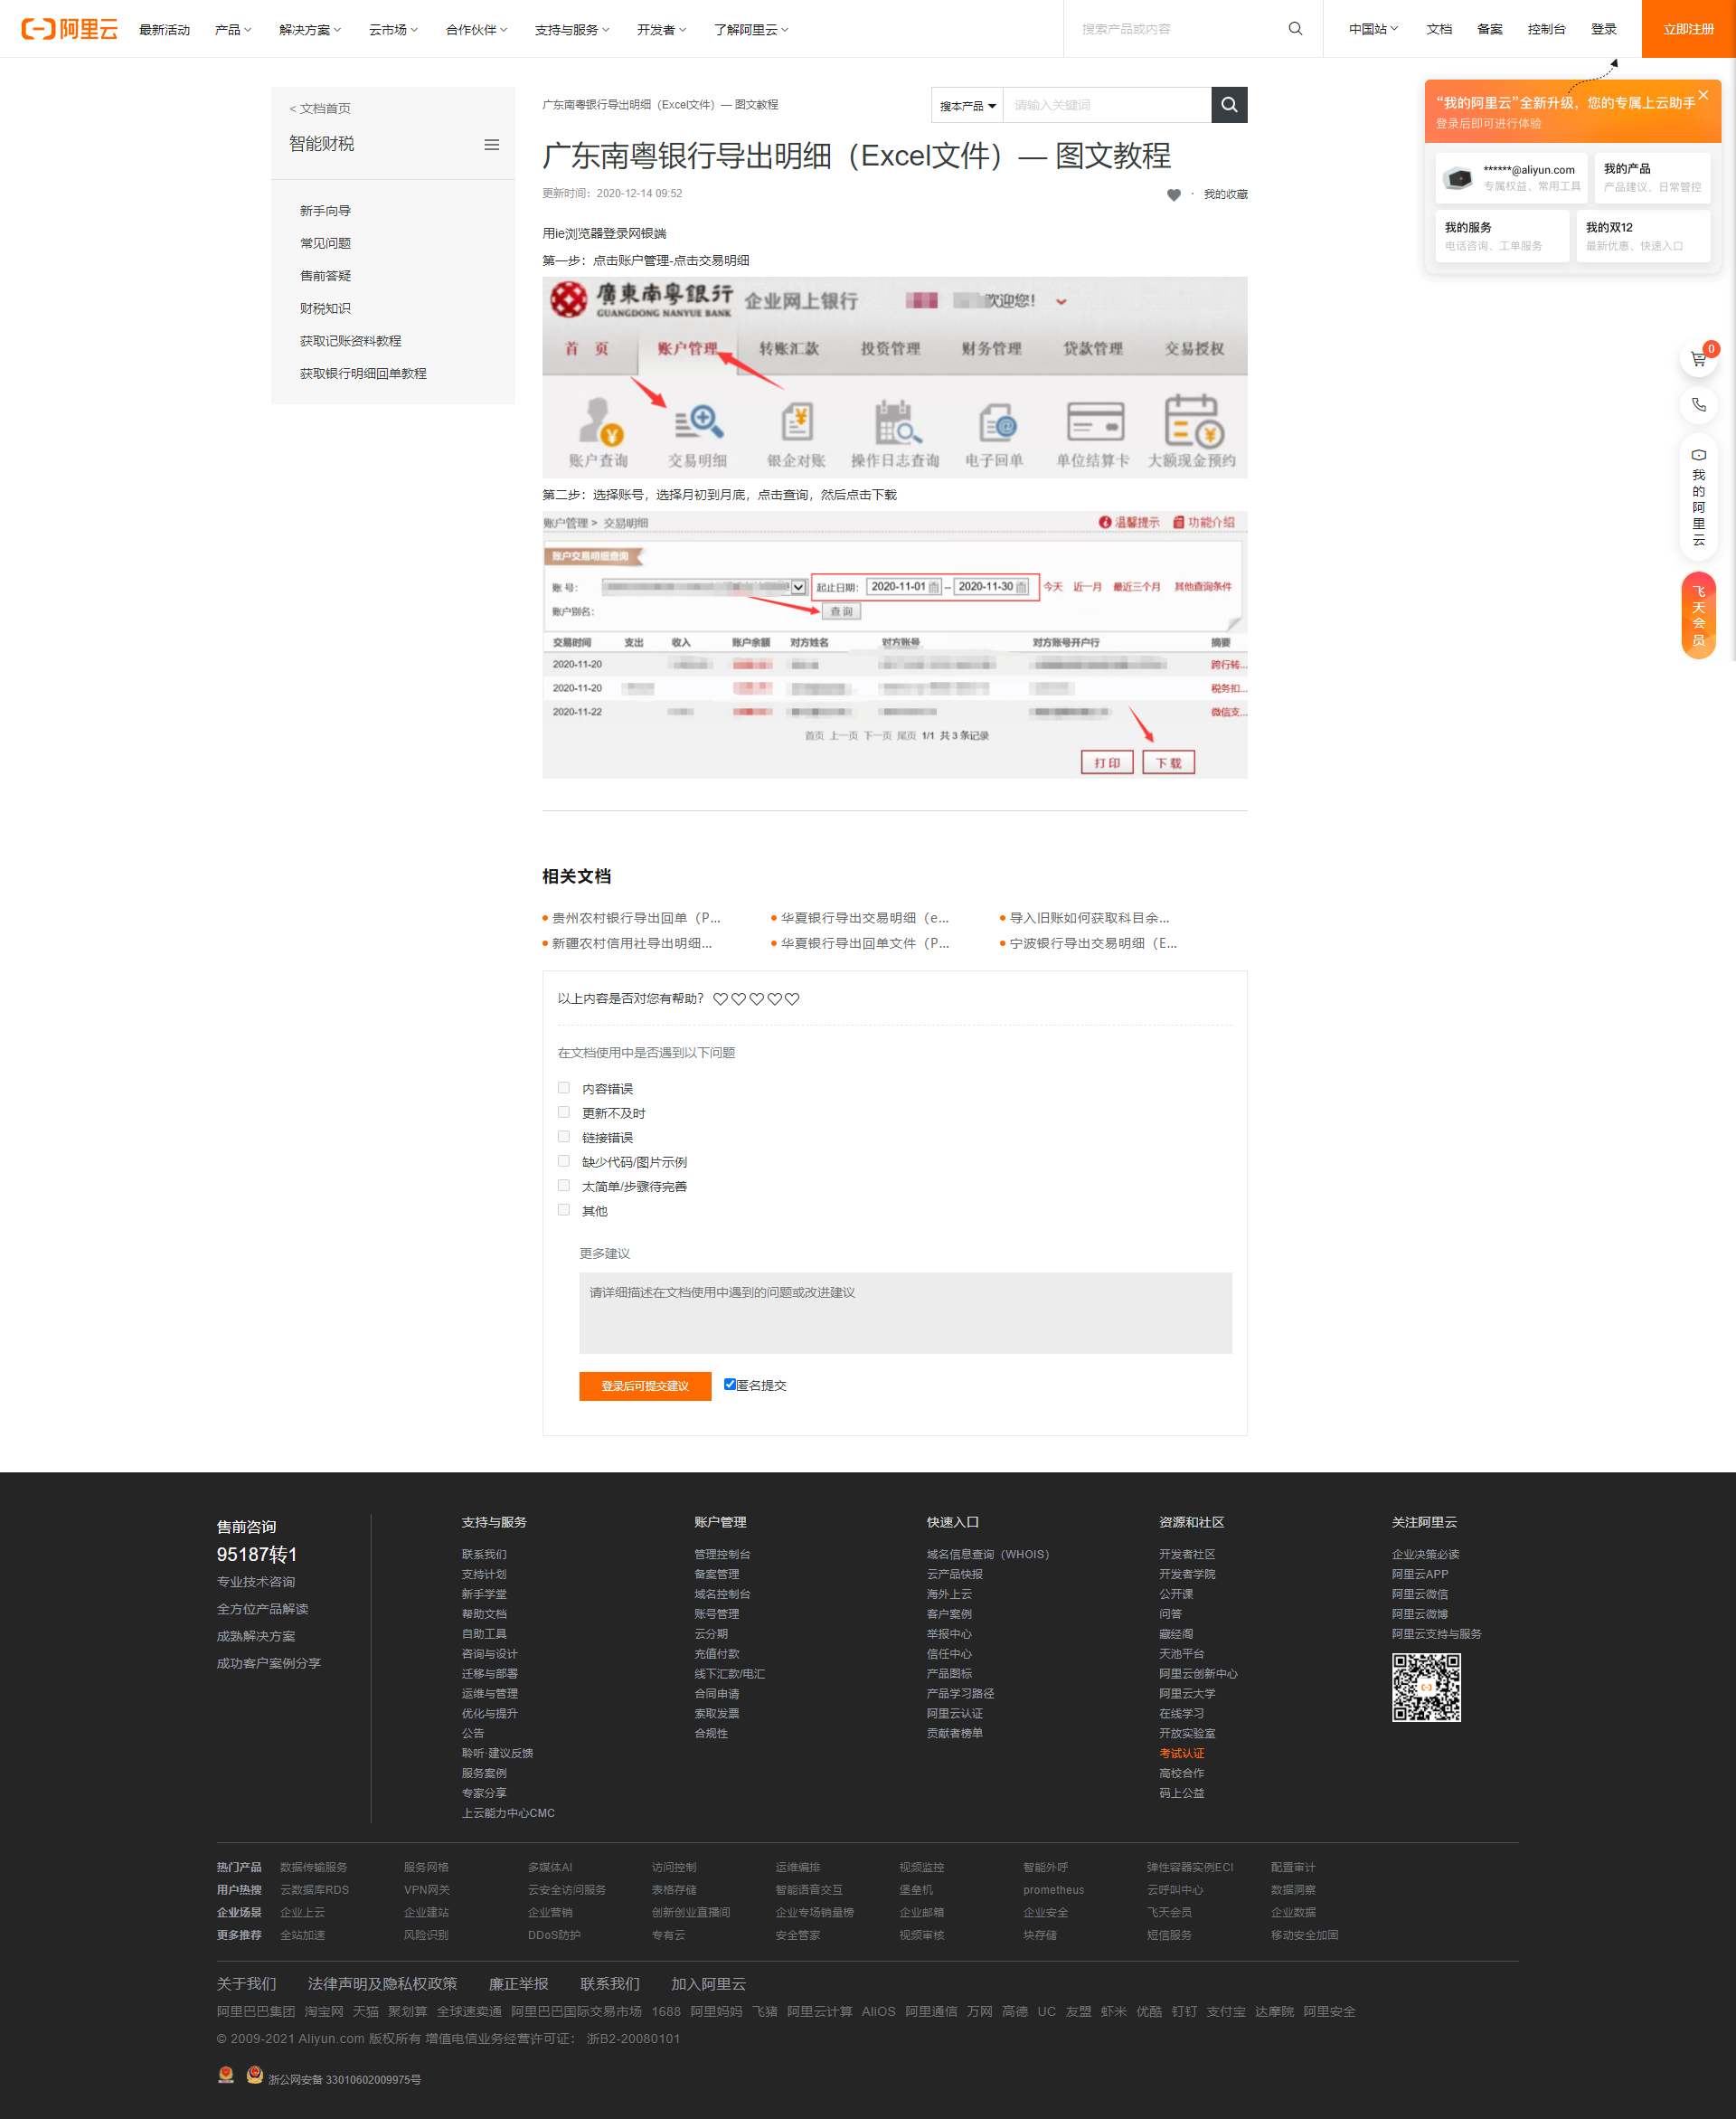 阿里云 最新活动 产品 解决方案 云市场 合作伙伴 支持与服务 开发者 了解阿里云 搜索产品或内容 中国站 文档 备案 控制台 登录 立即注册
“我的阿里云”全新升级，您的专属上云助手
登录后即可进行体验
******@aliyun.com
专属权益、常用工具
我的产品
产品建议、日常管控
我的服务
电话咨询、工单服务
我的双12
最新优惠、快速入口
0
我的阿里云
飞天会员
< 文档首页
智能财税
新手向导
常见问题
售前答疑
财税知识
获取记账资料教程
获取银行明细回单教程
广东南粤银行导出明细（Excel文件）— 图文教程
搜本产品 请输入关键词
广东南粤银行导出明细（Excel文件）— 图文教程
更新时间：2020-12-14 09:52
· 我的收藏
用ie浏览器登录网银端
第一步：点击账户管理-点击交易明细
廣東南粤銀行 企业网上银行 欢迎您！
GUANGDONG NANYUE BANK
首 页 账户管理 转账汇款 投资管理 财务管理 贷款管理 交易授权
账户查询 交易明细 银企对账 操作日志查询 电子回单 单位结算卡 大额现金预约
第二步：选择账号，选择月初到月底，点击查询，然后点击下载
账户管理 > 交易明细 温馨提示 功能介绍
账户交易明细查询
账 号： 起止日期： 2020-11-01 -- 2020-11-30 今天 近一月 最近三个月 其他查询条件
账户别名： 查 询
交易时间 支出 收入 账户余额 对方姓名 对方账号 对方账号开户行 摘要
2020-11-20 跨行转...
2020-11-20 税务扣...
2020-11-22 微信支...
首页 上一页 下一页 尾页 1/1 共 3 条记录
打 印 下 载
相关文档
贵州农村银行导出回单（P... 华夏银行导出交易明细（e... 导入旧账如何获取科目余...
新疆农村信用社导出明细... 华夏银行导出回单文件（P... 宁波银行导出交易明细（E...
以上内容是否对您有帮助？
在文档使用中是否遇到以下问题
内容错误
更新不及时
链接错误
缺少代码/图片示例
太简单/步骤待完善
其他
更多建议
请详细描述在文档使用中遇到的问题或改进建议
登录后可提交建议 匿名提交
售前咨询
95187转1
专业技术咨询
全方位产品解读
成熟解决方案
成功客户案例分享
支持与服务
联系我们
支持计划
新手学堂
帮助文档
自助工具
咨询与设计
迁移与部署
运维与管理
优化与提升
公告
聆听·建议反馈
服务案例
专家分享
上云能力中心CMC
账户管理
管理控制台
备案管理
域名控制台
账号管理
云分期
充值付款
线下汇款/电汇
合同申请
索取发票
合规性
快速入口
域名信息查询（WHOIS）
云产品快报
海外上云
客户案例
举报中心
信任中心
产品图标
产品学习路径
阿里云认证
贡献者榜单
资源和社区
开发者社区
开发者学院
公开课
问答
藏经阁
天池平台
阿里云创新中心
阿里云大学
在线学习
开放实验室
考试认证
高校合作
码上公益
关注阿里云
企业决策必读
阿里云APP
阿里云微信
阿里云微博
阿里云支持与服务
热门产品 数据传输服务 服务网格 多媒体AI 访问控制 运维编排 视频监控 智能外呼 弹性容器实例ECI 配置审计
用户热搜 云数据库RDS VPN网关 云安全访问服务 表格存储 智能语音交互 堡垒机 prometheus 云呼叫中心 数据洞察
企业场景 企业上云 企业建站 企业营销 创新创业直播间 企业专场销量榜 企业邮箱 企业安全 飞天会员 企业数据
更多推荐 全站加速 风险识别 DDoS防护 专有云 安全管家 视频审核 块存储 短信服务 移动安全加固
关于我们 法律声明及隐私权政策 廉正举报 联系我们 加入阿里云
阿里巴巴集团 淘宝网 天猫 聚划算 全球速卖通 阿里巴巴国际交易市场 1688 阿里妈妈 飞猪 阿里云计算 AliOS 阿里通信 万网 高德 UC 友盟 虾米 优酷 钉钉 支付宝 达摩院 阿里安全
© 2009-2021 Aliyun.com 版权所有 增值电信业务经营许可证： 浙B2-20080101
浙公网安备 33010602009975号